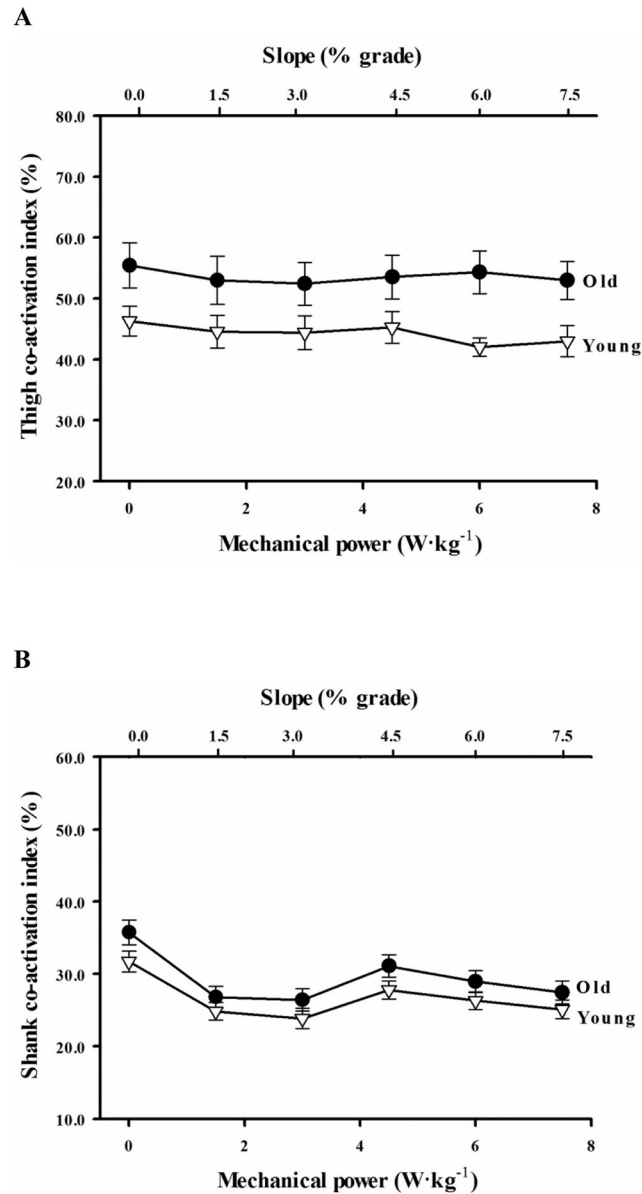 A
Slope (% grade)
0.0 1.5 3.0 4.5 6.0 7.5
80.0
70.0
60.0
50.0
40.0
30.0
20.0
Thigh co-activation index (%)
Old
Young
0 2 4 6 8
Mechanical power (W·kg⁻¹)
B
Slope (% grade)
0.0 1.5 3.0 4.5 6.0 7.5
60.0
50.0
40.0
30.0
20.0
10.0
Shank co-activation index (%)
Old
Young
0 2 4 6 8
Mechanical power (W·kg⁻¹)